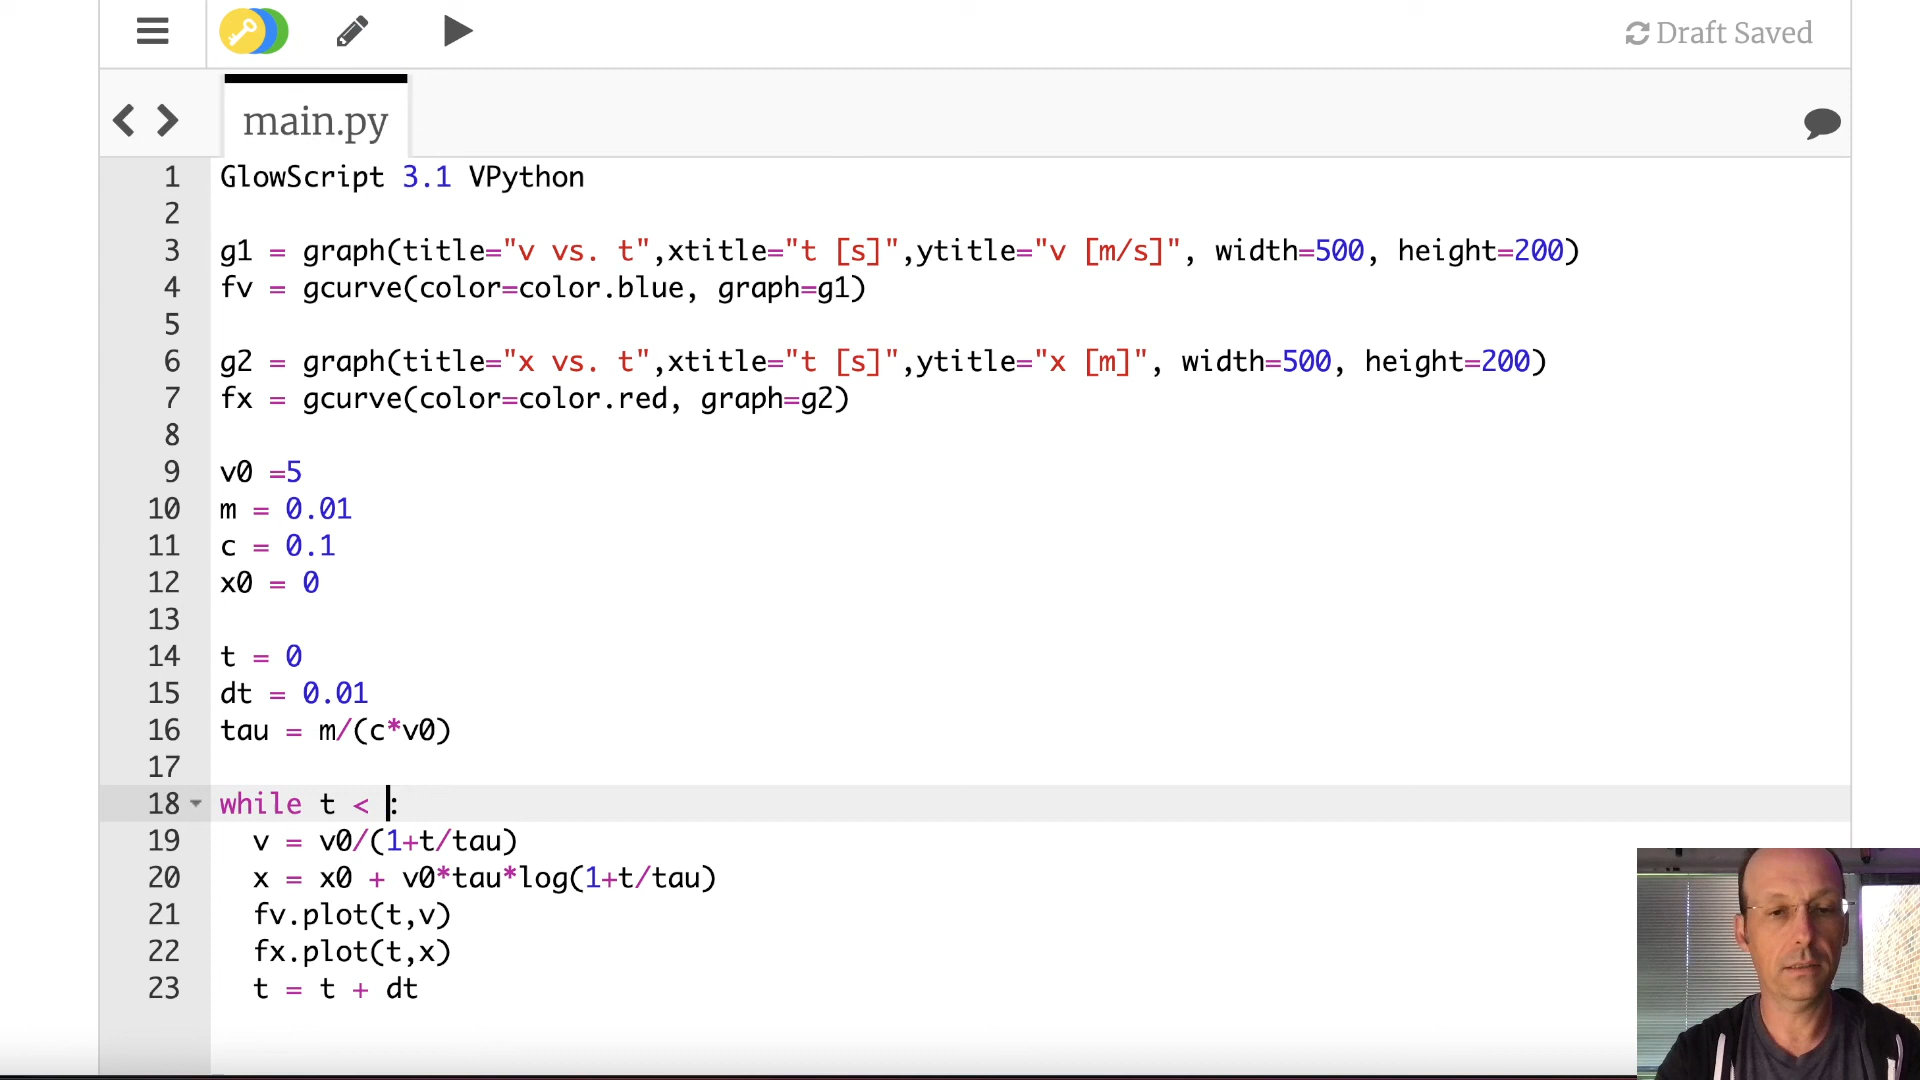 Draft Saved
main.py
1 GlowScript 3.1 VPython
2
3 g1 = graph(title="v vs. t",xtitle="t [s]",ytitle="v [m/s]", width=500, height=200)
4 fv = gcurve(color=color.blue, graph=g1)
5
6 g2 = graph(title="x vs. t",xtitle="t [s]",ytitle="x [m]", width=500, height=200)
7 fx = gcurve(color=color.red, graph=g2)
8
9 v0 =5
10 m = 0.01
11 c = 0.1
12 x0 = 0
13
14 t = 0
15 dt = 0.01
16 tau = m/(c*v0)
17
18 while t < :
19 v = v0/(1+t/tau)
20 x = x0 + v0*tau*log(1+t/tau)
21 fv.plot(t,v)
22 fx.plot(t,x)
23 t = t + dt